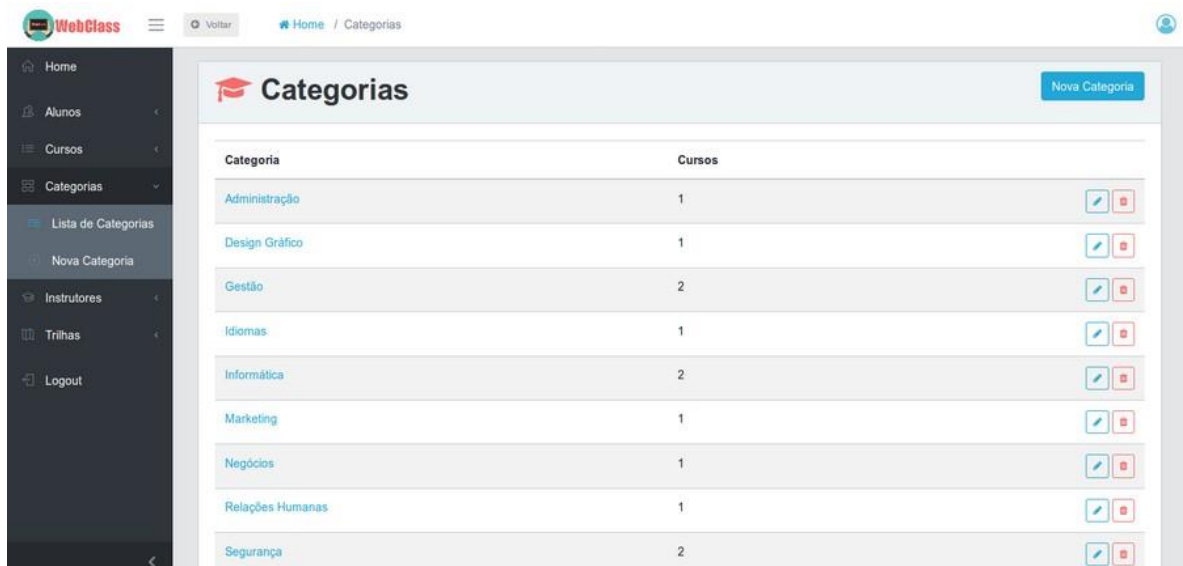 WebClass
Voltar
Home / Categorias
Home
Alunos
Cursos
Categorias
Lista de Categorias
Nova Categoria
Instrutores
Trilhas
Logout
Categorias
Nova Categoria
Categoria Cursos
Administração 1
Design Gráfico 1
Gestão 2
Idiomas 1
Informática 2
Marketing 1
Negócios 1
Relações Humanas 1
Segurança 2